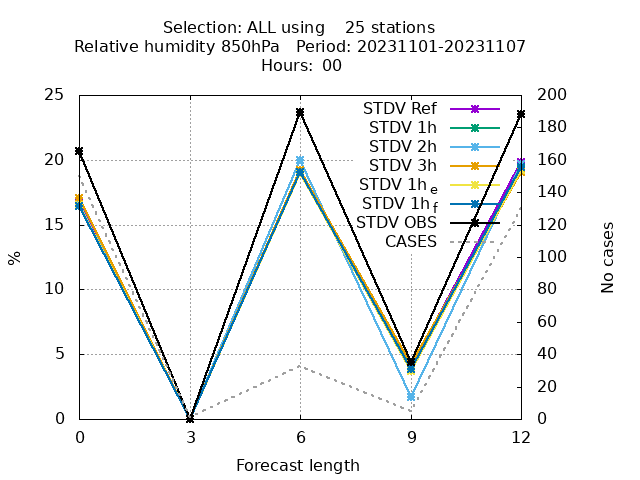 Selection: ALL using    25 stations
Relative humidity 850hPa   Period: 20231101-20231107
Hours: 00
25
20
15
10
5
0
%
200
180
160
140
120
100
80
60
40
20
0
No cases
STDV Ref
STDV 1h
STDV 2h
STDV 3h
STDV 1h e
STDV 1h f
STDV OBS
CASES
0 3 6 9 12
Forecast length